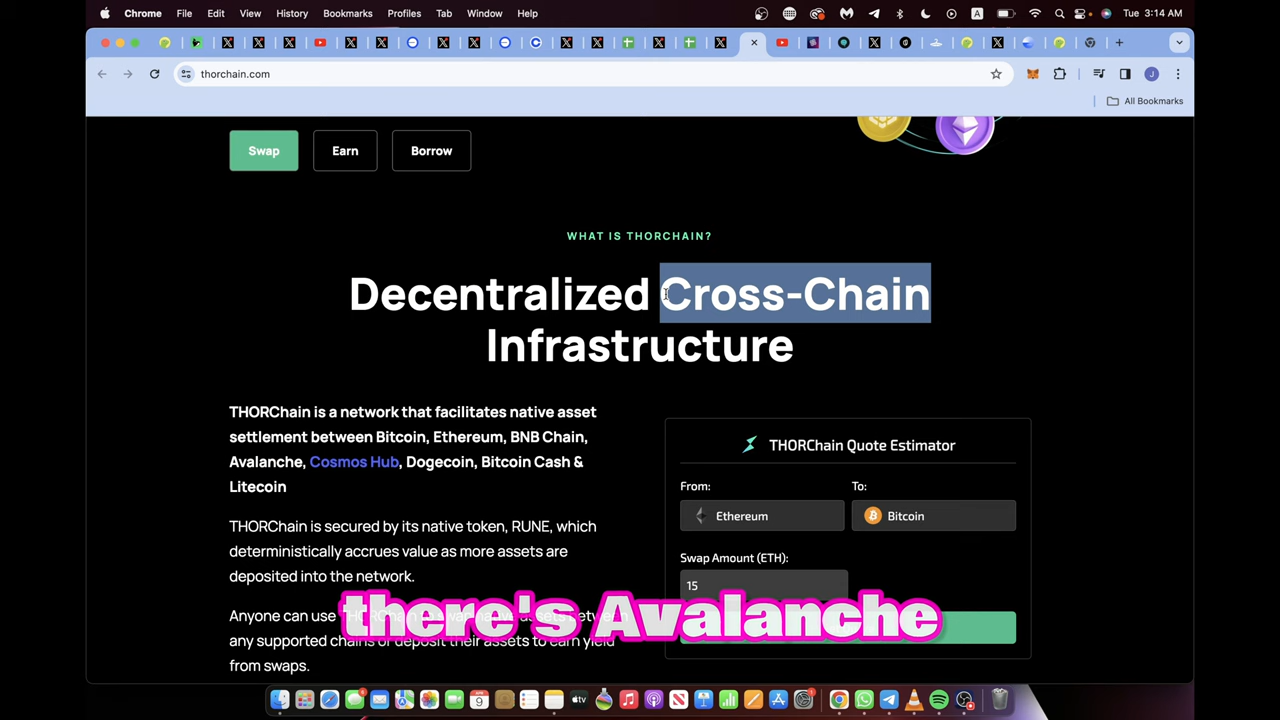 Chrome File Edit View History Bookmarks Profiles Tab Window Help
A
Tue 3:14 AM
thorchain.com
J
All Bookmarks
Swap Earn Borrow
WHAT IS THORCHAIN?
Decentralized Cross-Chain
Infrastructure
THORChain is a network that facilitates native asset
settlement between Bitcoin, Ethereum, BNB Chain,
Avalanche, Cosmos Hub, Dogecoin, Bitcoin Cash &
Litecoin
THORChain is secured by its native token, RUNE, which
deterministically accrues value as more assets are
deposited into the network.
Anyone can use
any supported chains
deposit their assets to earn yield
from swaps.
THORChain Quote Estimator
From: To:
Ethereum Bitcoin
Swap Amount (ETH):
15
there's Avalanche
9